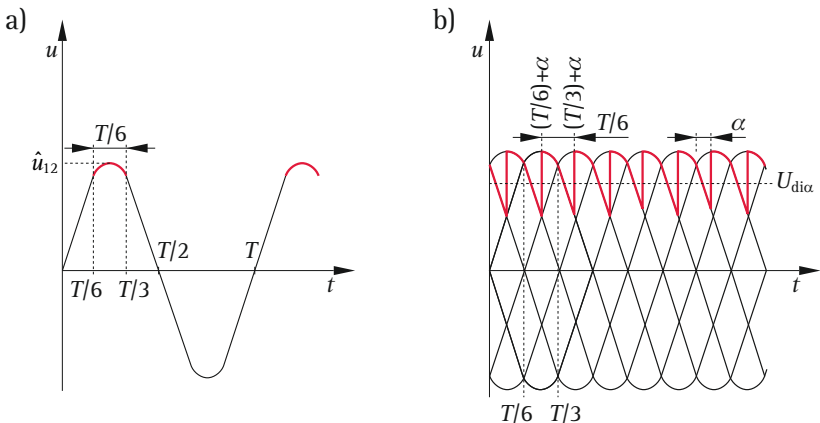 a)
u
T/6
û12
T/2
T
t
T/6
T/3
b)
u
(T/6)+α
(T/3)+α
T/6
α
Udiα
t
T/6
T/3